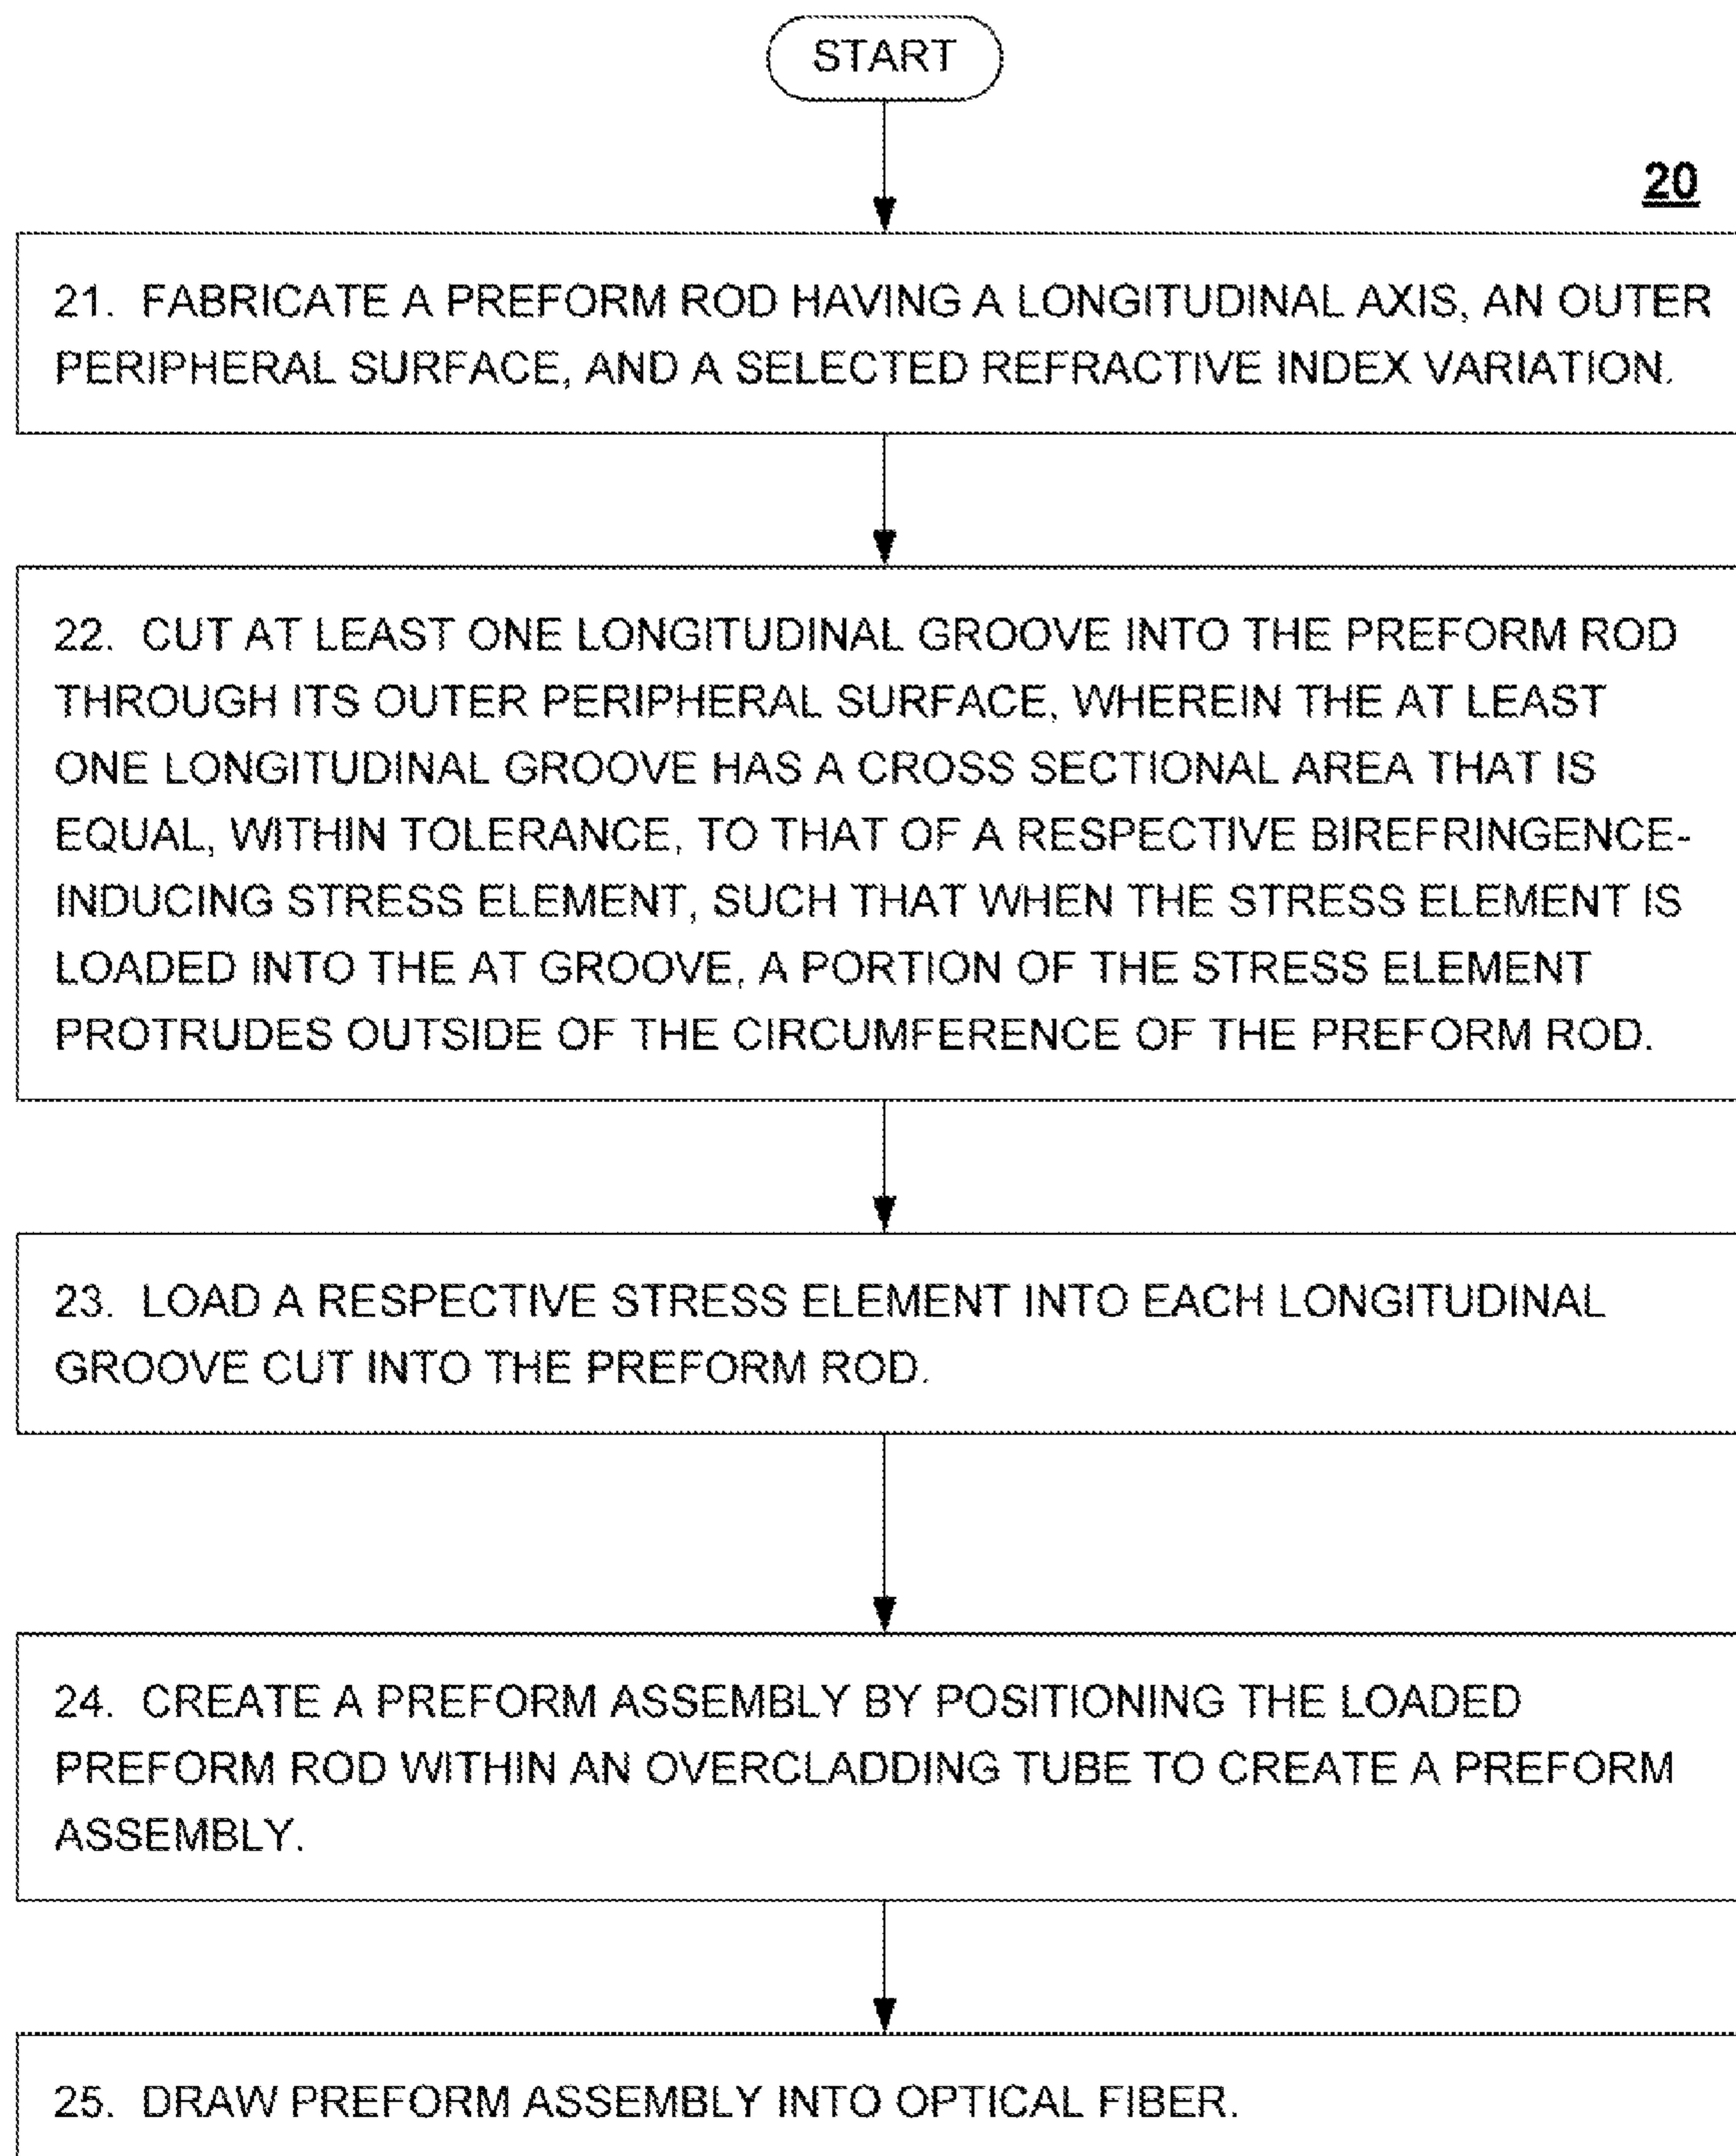 START
20
21. FABRICATE A PREFORM ROD HAVING A LONGITUDINAL AXIS, AN OUTER
PERIPHERAL SURFACE, AND A SELECTED REFRACTIVE INDEX VARIATION.
22. CUT AT LEAST ONE LONGITUDINAL GROOVE INTO THE PREFORM ROD
THROUGH ITS OUTER PERIPHERAL SURFACE, WHEREIN THE AT LEAST
ONE LONGITUDINAL GROOVE HAS A CROSS SECTIONAL AREA THAT IS
EQUAL, WITHIN TOLERANCE, TO THAT OF A RESPECTIVE BIREFRINGENCE-
INDUCING STRESS ELEMENT, SUCH THAT WHEN THE STRESS ELEMENT IS
LOADED INTO THE AT GROOVE, A PORTION OF THE STRESS ELEMENT
PROTRUDES OUTSIDE OF THE CIRCUMFERENCE OF THE PREFORM ROD.
23. LOAD A RESPECTIVE STRESS ELEMENT INTO EACH LONGITUDINAL
GROOVE CUT INTO THE PREFORM ROD.
24. CREATE A PREFORM ASSEMBLY BY POSITIONING THE LOADED
PREFORM ROD WITHIN AN OVERCLADDING TUBE TO CREATE A PREFORM
ASSEMBLY.
25. DRAW PREFORM ASSEMBLY INTO OPTICAL FIBER.